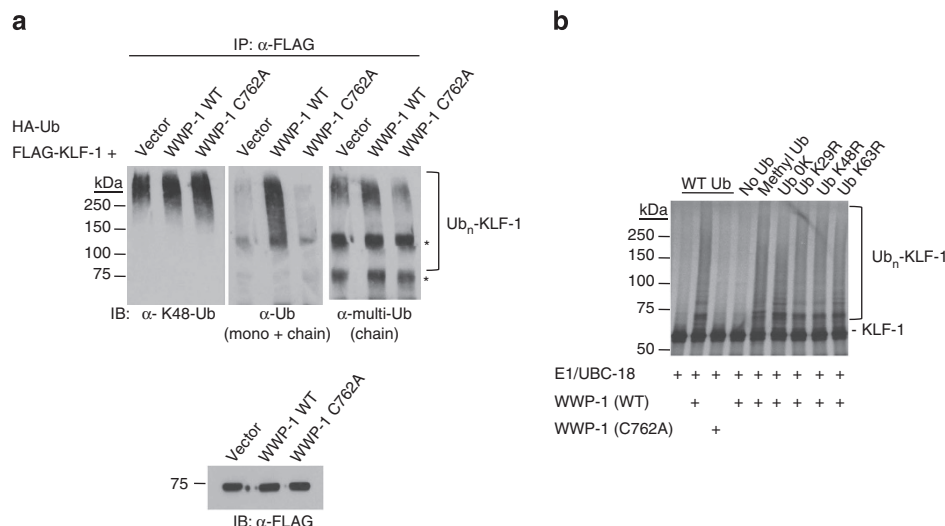 a
IP: α-FLAG
HA-Ub
FLAG-KLF-1 +
Vector
WWP-1 WT
WWP-1 C762A
Vector
WWP-1 WT
WWP-1 C762A
Vector
WWP-1 WT
WWP-1 C762A
kDa
250
150
100
75
Ubn-KLF-1
*
*
IB: α- K48-Ub
α-Ub
(mono + chain)
α-multi-Ub
(chain)
Vector
WWP-1 WT
WWP-1 C762A
75
IB: α-FLAG
b
WT Ub
No Ub
Methyl Ub
Ub 0K
Ub K29R
Ub K48R
Ub K63R
kDa
250
150
100
75
50
Ubn-KLF-1
- KLF-1
E1/UBC-18 + + + + + + + + +
WWP-1 (WT) + + + + + + +
WWP-1 (C762A) +